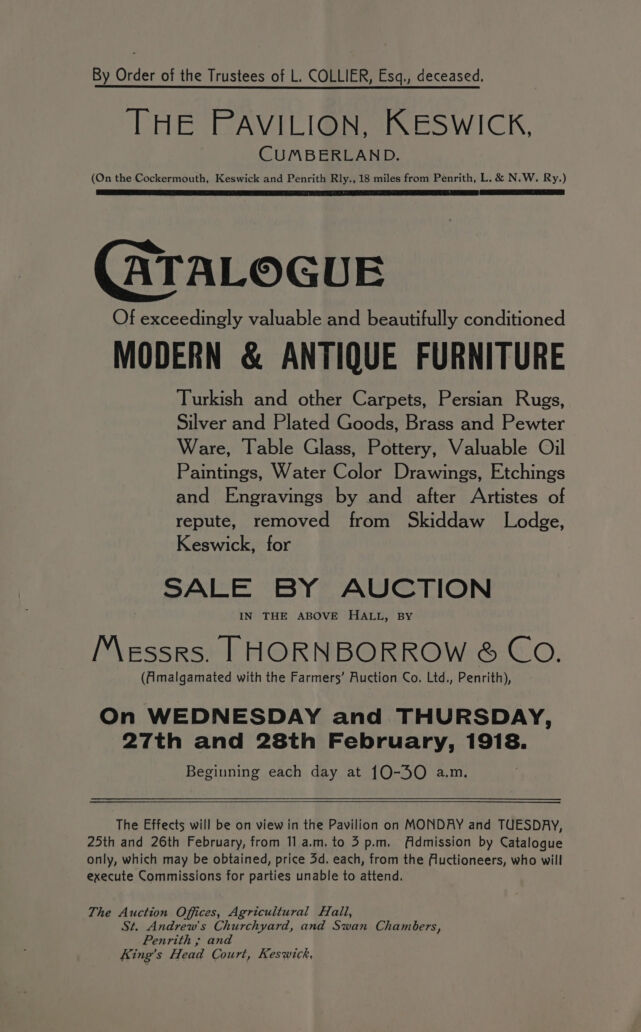 By Order of the Trustees of L. COLLIER, Esq., deceased.
THE PAVILION, KESWICK,
CUMBERLAND.
(On the Cockermouth, Keswick and Penrith Rly., 18 miles from Penrith, L. & N.W. Ry.)
CATALOGUE
Of exceedingly valuable and beautifully conditioned
MODERN & ANTIQUE FURNITURE
Turkish and other Carpets, Persian Rugs,
Silver and Plated Goods, Brass and Pewter
Ware, Table Glass, Pottery, Valuable Oil
Paintings, Water Color Drawings, Etchings
and Engravings by and after Artistes of
repute, removed from Skiddaw Lodge,
Keswick, for
SALE BY AUCTION
IN THE ABOVE HALL, BY
MESSRS. THORNBORROW & CO.
(Amalgamated with the Farmers' Auction Co. Ltd., Penrith),
On WEDNESDAY and THURSDAY,
27th and 28th February, 1918.
Beginning each day at 10-30 a.m.
The Effects will be on view in the Pavilion on MONDAY and TUESDAY,
25th and 26th February, from 11 a.m. to 3 p.m. Admission by Catalogue
only, which may be obtained, price 3d. each, from the Auctioneers, who will
execute Commissions for parties unable to attend.
The Auction Offices, Agricultural Hall,
St. Andrew's Churchyard, and Swan Chambers,
Penrith; and
King's Head Court, Keswick.